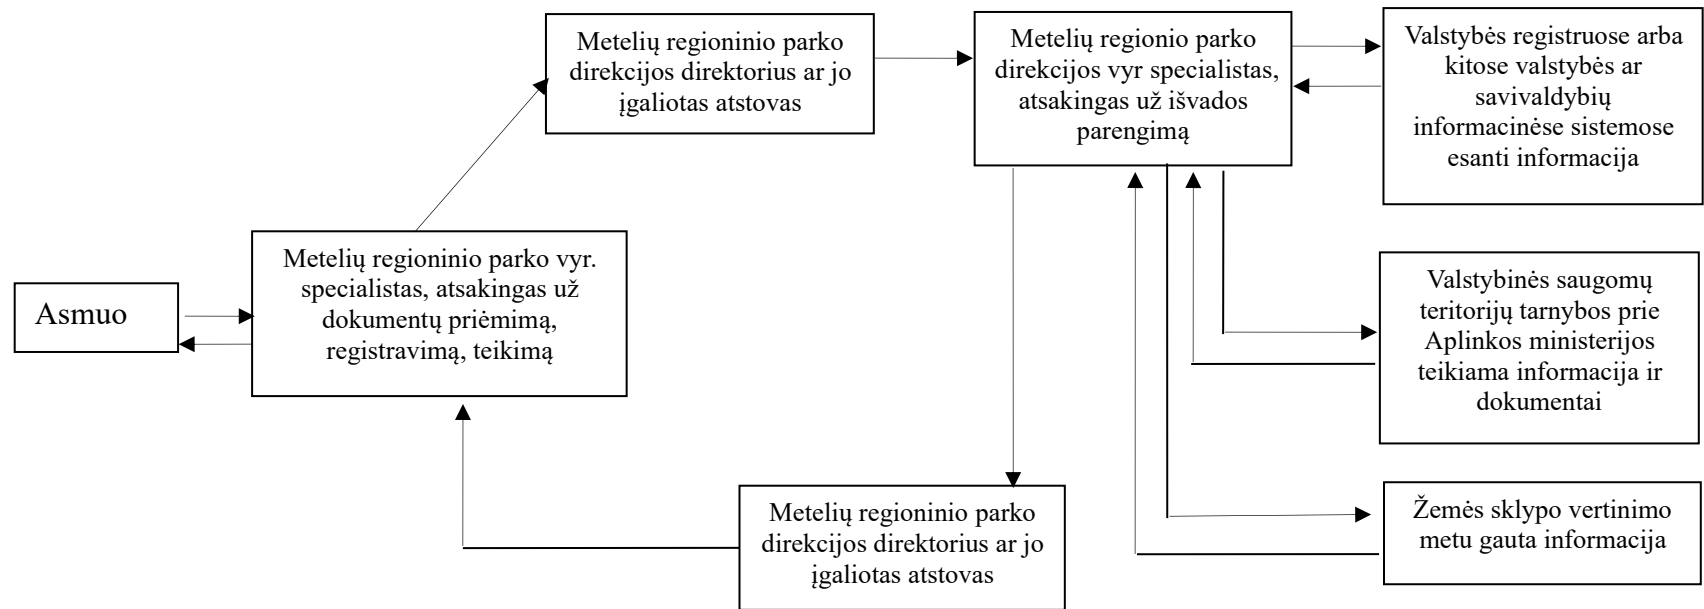 Metelių regioninio parko
direkcijos direktorius ar jo
įgaliotas atstovas
Metelių regionio parko
direkcijos vyr specialistas,
atsakingas už išvados
parengimą
Valstybės registruose arba
kitose valstybės ar
savivaldybių
informacinėse sistemose
esanti informacija
Asmuo
Metelių regioninio parko vyr.
specialistas, atsakingas už
dokumentų priėmimą,
registravimą, teikimą
Valstybinės saugomų
teritorijų tarnybos prie
Aplinkos ministerijos
teikiama informacija ir
dokumentai
Metelių regioninio parko
direkcijos direktorius ar jo
įgaliotas atstovas
Žemės sklypo vertinimo
metu gauta informacija